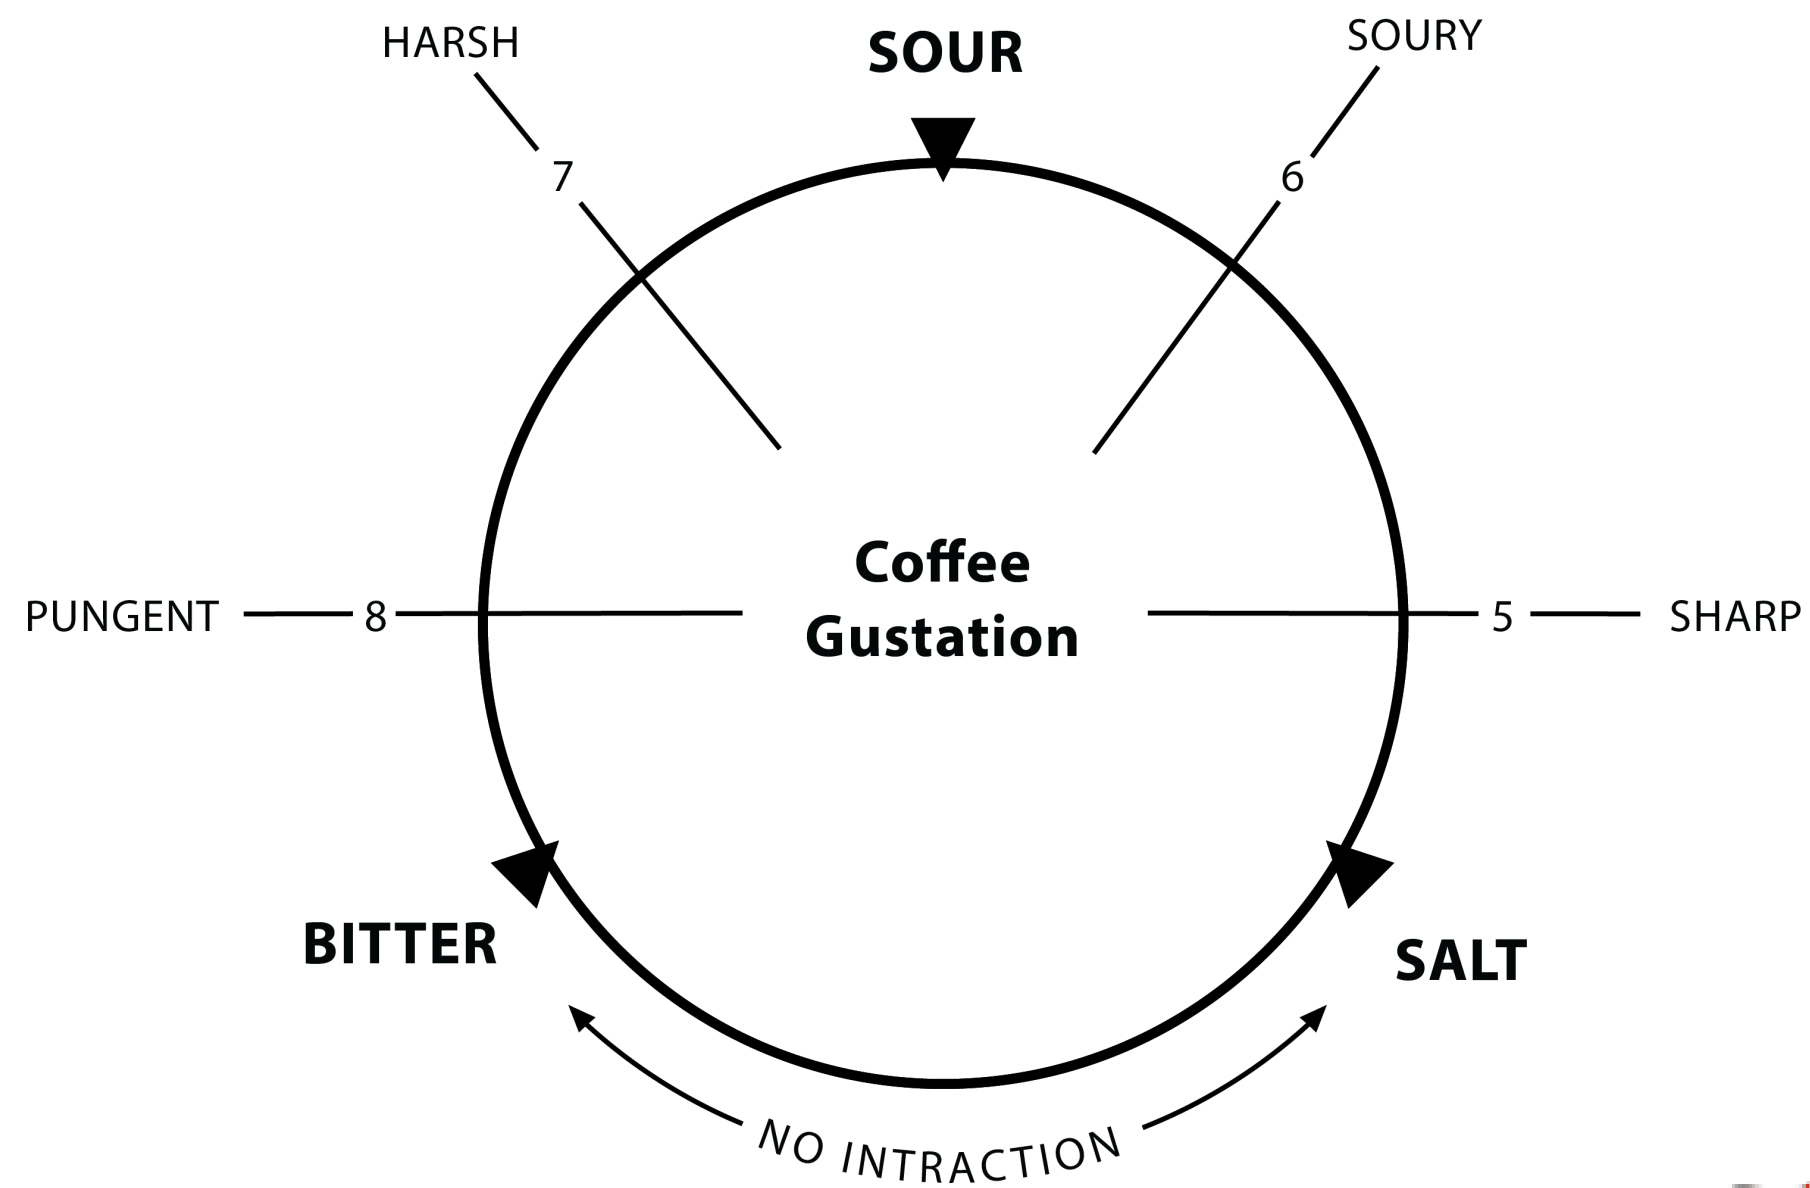 HARSH
SOUR
SOURY
7
6
Coffee
Gustation
PUNGENT
8
5
SHARP
BITTER
SALT
NO INTRACTION